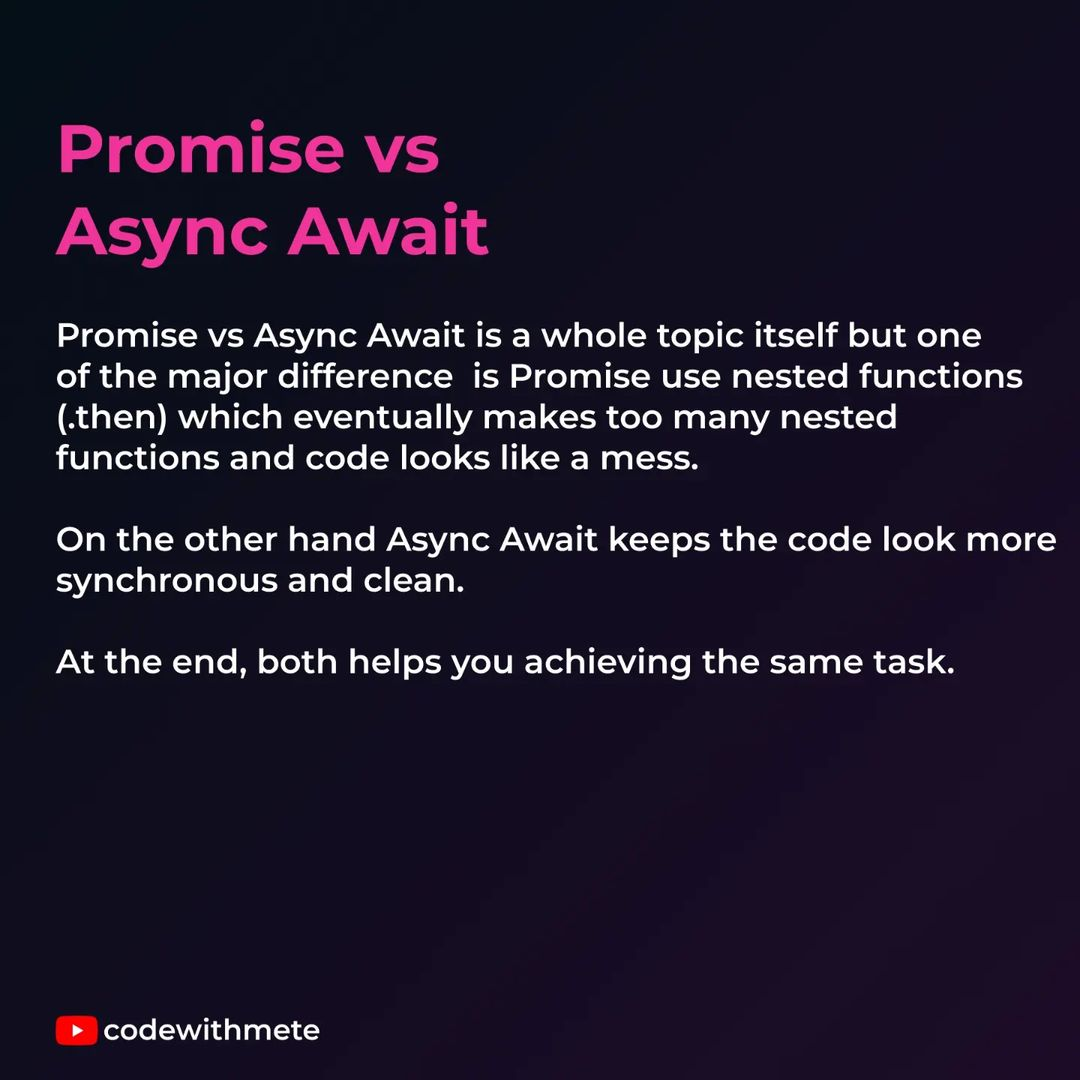 Promise vs
Async Await
Promise vs Async Await is a whole topic itself but one
of the major difference  is Promise use nested functions
(.then) which eventually makes too many nested
functions and code looks like a mess.
On the other hand Async Await keeps the code look more
synchronous and clean.
At the end, both helps you achieving the same task.
codewithmete